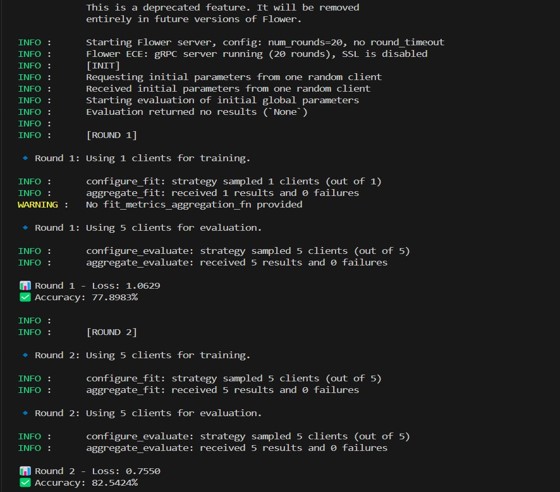 This is a deprecated feature. It will be removed
entirely in future versions of Flower.
INFO :      Starting Flower server, config: num_rounds=20, no round_timeout
INFO :      Flower ECE: gRPC server running (20 rounds), SSL is disabled
INFO :      [INIT]
INFO :      Requesting initial parameters from one random client
INFO :      Received initial parameters from one random client
INFO :      Starting evaluation of initial global parameters
INFO :      Evaluation returned no results (`None`)
INFO :
INFO :      [ROUND 1]
🔹 Round 1: Using 1 clients for training.
INFO :      configure_fit: strategy sampled 1 clients (out of 1)
INFO :      aggregate_fit: received 1 results and 0 failures
WARNING :   No fit_metrics_aggregation_fn provided
🔹 Round 1: Using 5 clients for evaluation.
INFO :      configure_evaluate: strategy sampled 5 clients (out of 5)
INFO :      aggregate_evaluate: received 5 results and 0 failures
📊 Round 1 - Loss: 1.0629
✅ Accuracy: 77.8983%
INFO :
INFO :      [ROUND 2]
🔹 Round 2: Using 5 clients for training.
INFO :      configure_fit: strategy sampled 5 clients (out of 5)
INFO :      aggregate_fit: received 5 results and 0 failures
🔹 Round 2: Using 5 clients for evaluation.
INFO :      configure_evaluate: strategy sampled 5 clients (out of 5)
INFO :      aggregate_evaluate: received 5 results and 0 failures
📊 Round 2 - Loss: 0.7550
✅ Accuracy: 82.5424%